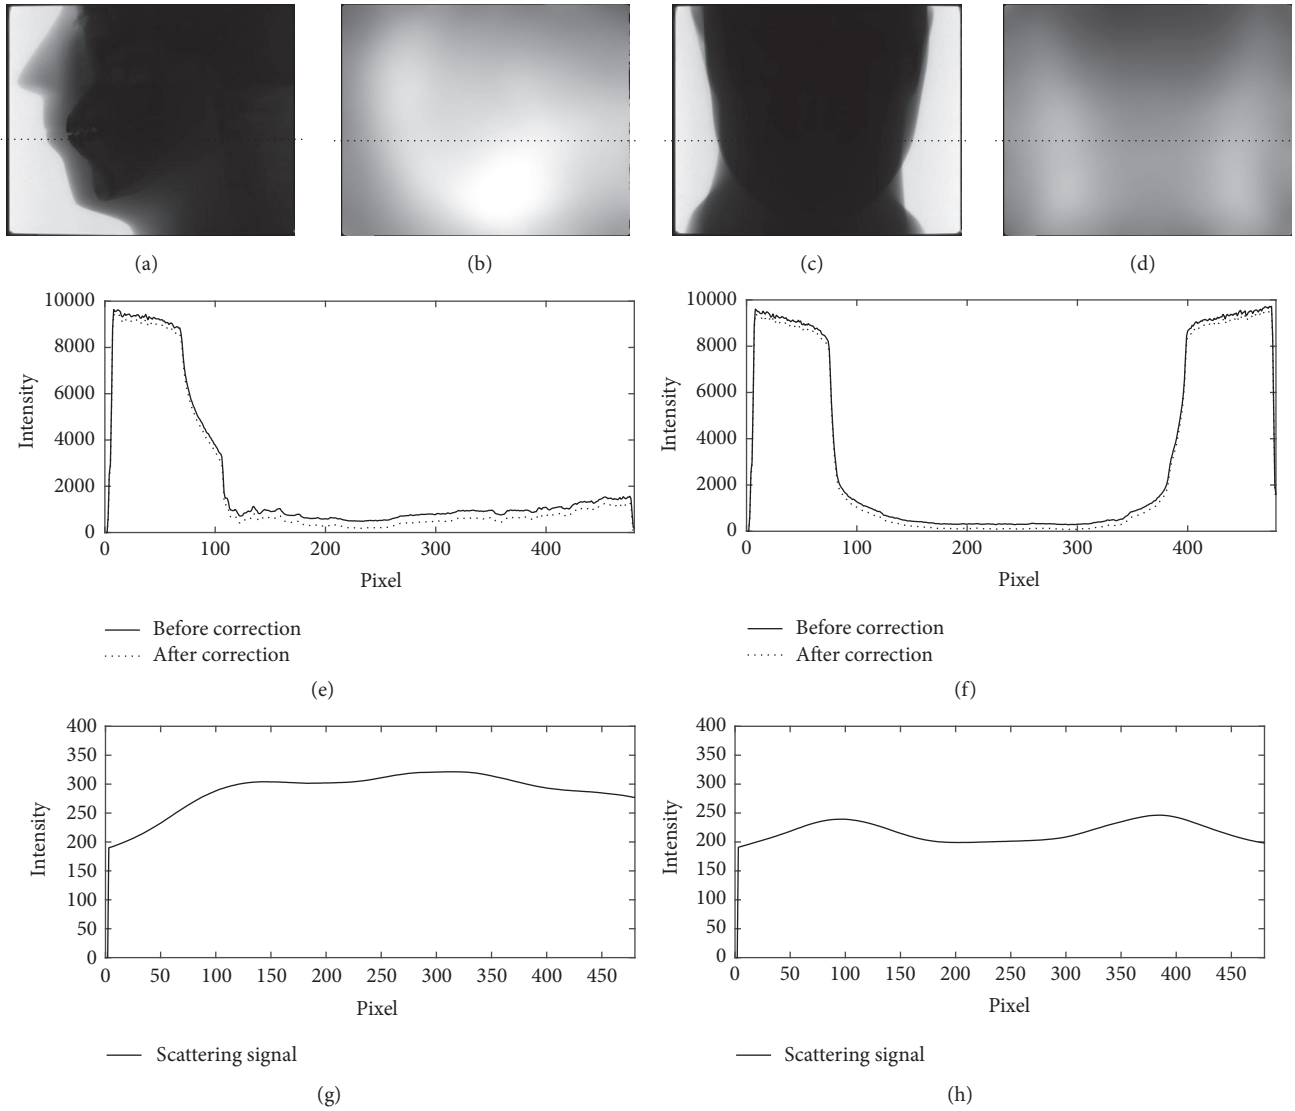 (a)
(b)
(c)
(d)
10000
8000
6000
4000
2000
0
Intensity
0 100 200 300 400
Pixel
Before correction
After correction
(e)
10000
8000
6000
4000
2000
0
Intensity
0 100 200 300 400
Pixel
Before correction
After correction
(f)
400
350
300
250
200
150
100
50
0
Intensity
0 50 100 150 200 250 300 350 400 450
Pixel
Scattering signal
(g)
400
350
300
250
200
150
100
50
0
Intensity
0 50 100 150 200 250 300 350 400 450
Pixel
Scattering signal
(h)